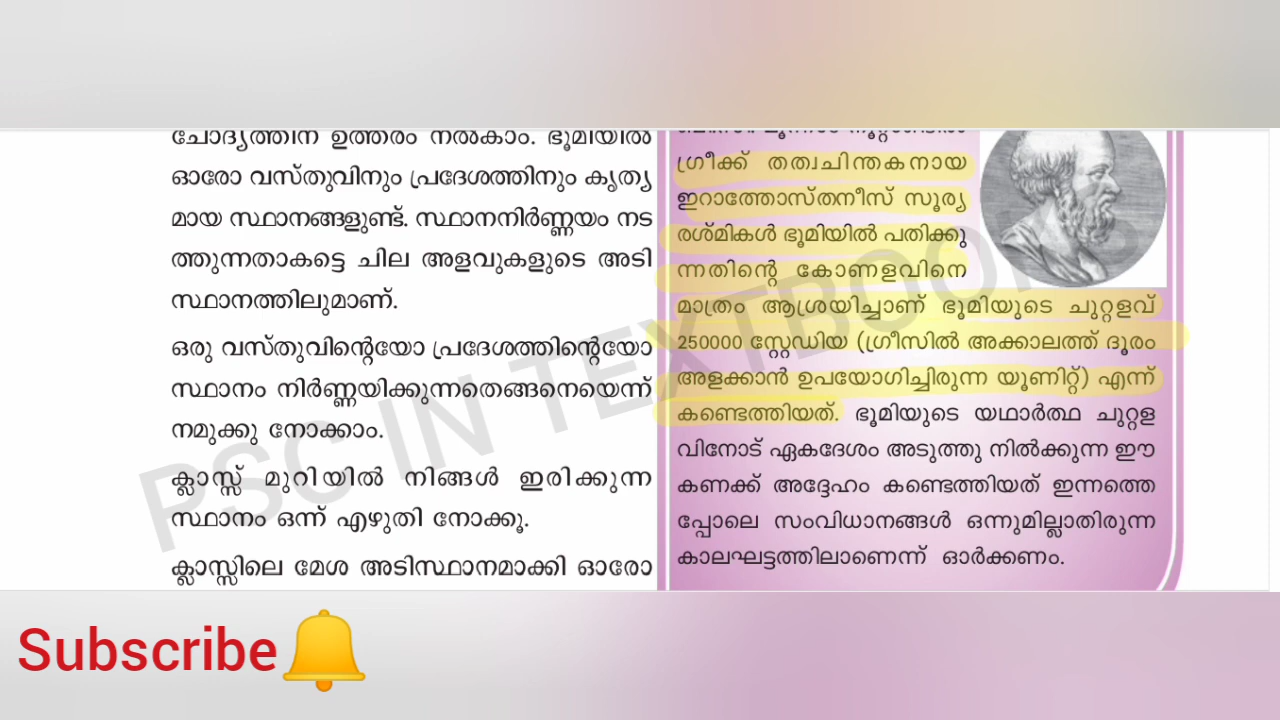 ചോദ്യത്തിന് ഉത്തരം നൽകാം. ഭൂമിയിൽ
ഓരോ വസ്തുവിനും പ്രദേശത്തിനും കൃത്യ
മായ സ്ഥാനങ്ങളുണ്ട്. സ്ഥാനനിർണ്ണയം നട
ത്തുന്നതാകട്ടെ ചില അളവുകളുടെ അടി
സ്ഥാനത്തിലുമാണ്.
ഒരു വസ്തുവിന്റെയോ പ്രദേശത്തിന്റെയോ
സ്ഥാനം നിർണ്ണയിക്കുന്നതെങ്ങനെയെന്ന്
നമുക്കു നോക്കാം.
ക്ലാസ്സ് മുറിയിൽ നിങ്ങൾ ഇരിക്കുന്ന
സ്ഥാനം ഒന്ന് എഴുതി നോക്കൂ.
ക്ലാസ്സിലെ മേശ അടിസ്ഥാനമാക്കി ഓരോ
ഗ്രീക്ക് തത്വചിന്തകനായ
ഇറാത്തോസ്തനീസ് സൂര്യ
രശ്മികൾ ഭൂമിയിൽ പതിക്കു
ന്നതിന്റെ കോണളവിനെ
മാത്രം ആശ്രയിച്ചാണ് ഭൂമിയുടെ ചുറ്റളവ്
250000 സ്റ്റേഡിയ (ഗ്രീസിൽ അക്കാലത്ത് ദൂരം
അളക്കാൻ ഉപയോഗിച്ചിരുന്ന യൂണിറ്റ്) എന്ന്
കണ്ടെത്തിയത്. ഭൂമിയുടെ യഥാർത്ഥ ചുറ്റള
വിനോട് ഏകദേശം അടുത്തു നിൽക്കുന്ന ഈ
കണക്ക് അദ്ദേഹം കണ്ടെത്തിയത് ഇന്നത്തെ
പ്പോലെ സംവിധാനങ്ങൾ ഒന്നുമില്ലാതിരുന്ന
കാലഘട്ടത്തിലാണെന്ന് ഓർക്കണം.
PSC IN TEXTBOOKS
Subscribe